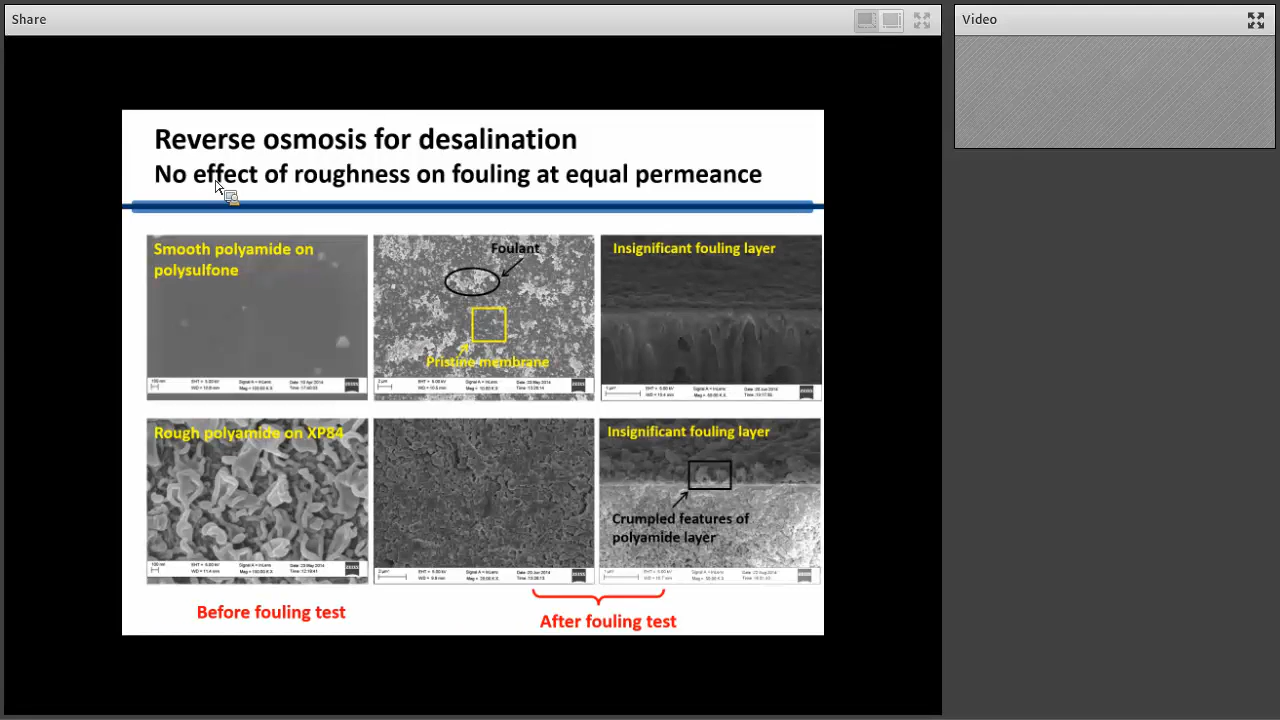 Share
Video
Reverse osmosis for desalination
No effect of roughness on fouling at equal permeance
Smooth polyamide on
polysulfone
Foulant
Pristine membrane
Insignificant fouling layer
Rough polyamide on XP84
Insignificant fouling layer
Crumpled features of
polyamide layer
Before fouling test
After fouling test